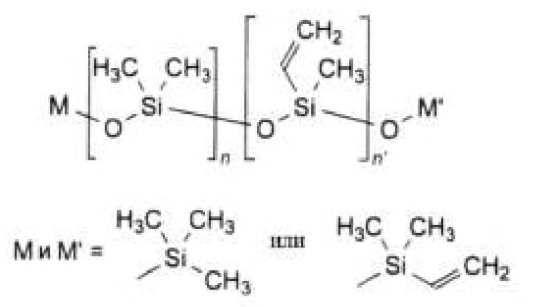 CH₂
H₃C CH₃ CH₃
M Si Si M'
O O O
n n'
H₃C CH₃ H₃C CH₃
М и М' = Si или Si CH₂
CH₃